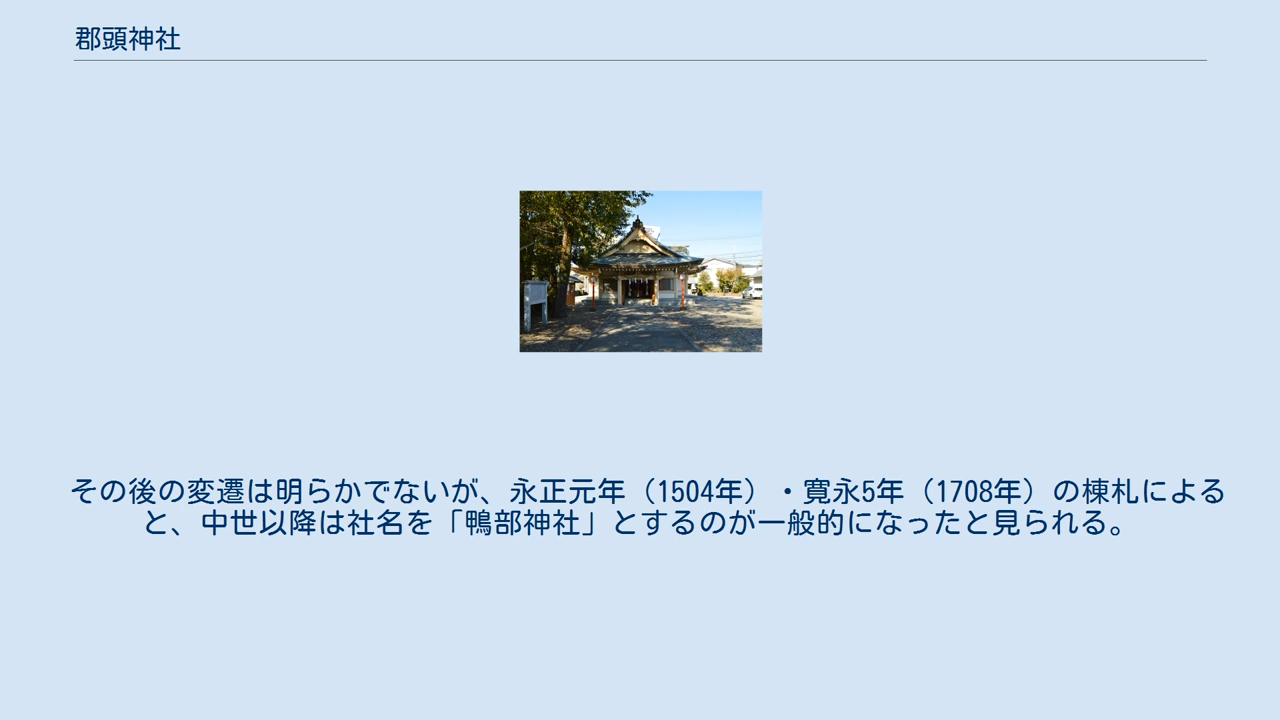 郡頭神社
その後の変遷は明らかでないが、永正元年（1504年）・寛永5年（1708年）の棟札による
と、中世以降は社名を「鴨部神社」とするのが一般的になったと見られる。